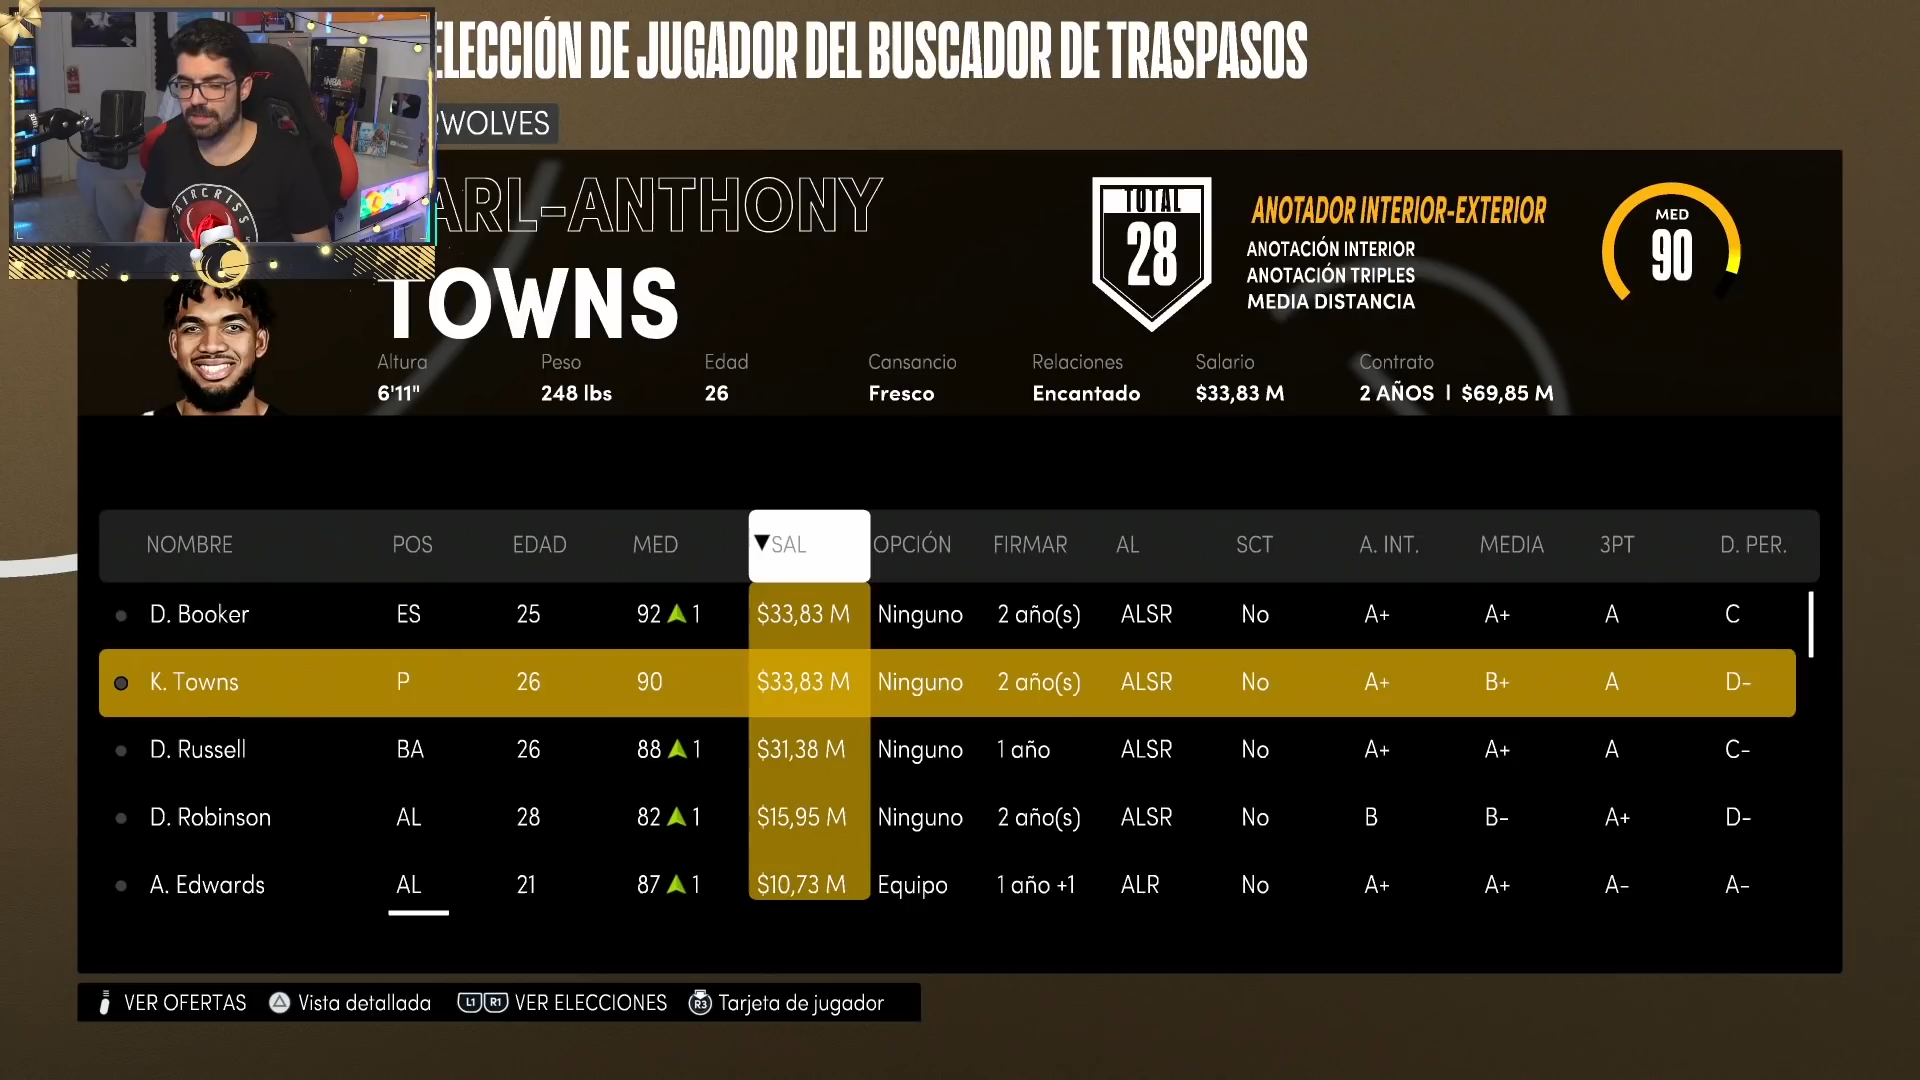 ELECCIÓN DE JUGADOR DEL BUSCADOR DE TRASPASOS
RWOLVES
ARL-ANTHONY
TOWNS
TOTAL
28
ANOTADOR INTERIOR-EXTERIOR
ANOTACIÓN INTERIOR
ANOTACIÓN TRIPLES
MEDIA DISTANCIA
MED
90
Altura Peso Edad Cansancio Relaciones Salario Contrato
6'11" 248 lbs 26 Fresco Encantado $33,83 M 2 AÑOS | $69,85 M
NOMBRE POS EDAD MED ▼SAL OPCIÓN FIRMAR AL SCT A. INT. MEDIA 3PT D. PER.
D. Booker ES 25 92 ▲ 1 $33,83 M Ninguno 2 año(s) ALSR No A+ A+ A C
K. Towns P 26 90 $33,83 M Ninguno 2 año(s) ALSR No A+ B+ A D-
D. Russell BA 26 88 ▲ 1 $31,38 M Ninguno 1 año ALSR No A+ A+ A C-
D. Robinson AL 28 82 ▲ 1 $15,95 M Ninguno 2 año(s) ALSR No B B- A+ D-
A. Edwards AL 21 87 ▲ 1 $10,73 M Equipo 1 año +1 ALR No A+ A+ A- A-
VER OFERTAS Vista detallada L1 R1 VER ELECCIONES R3 Tarjeta de jugador
AIRCRISS